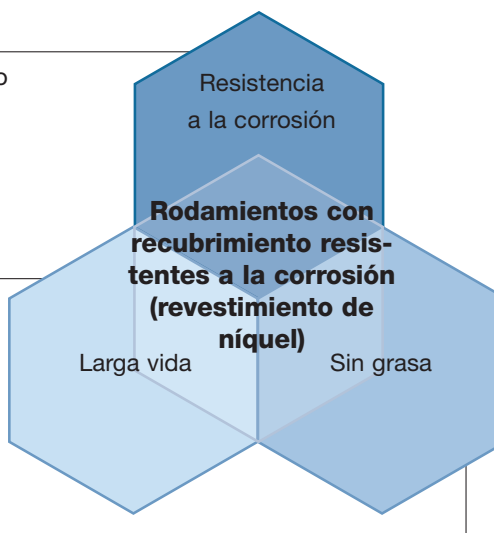 o
Resistencia
a la corrosión
Rodamientos con
recubrimiento resis-
tentes a la corrosión
(revestimiento de
níquel)
Larga vida
Sin grasa